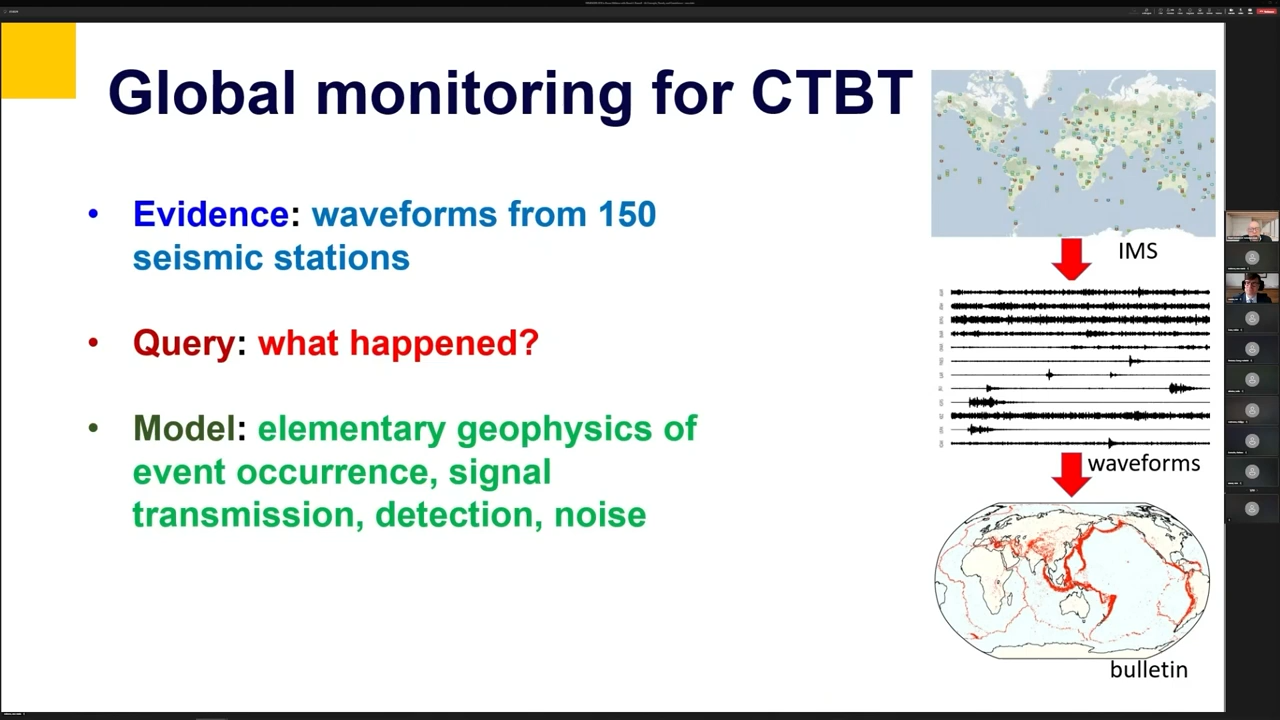 Global monitoring for CTBT
• Evidence: waveforms from 150
seismic stations
• Query: what happened?
• Model: elementary geophysics of
event occurrence, signal
transmission, detection, noise
IMS
waveforms
bulletin